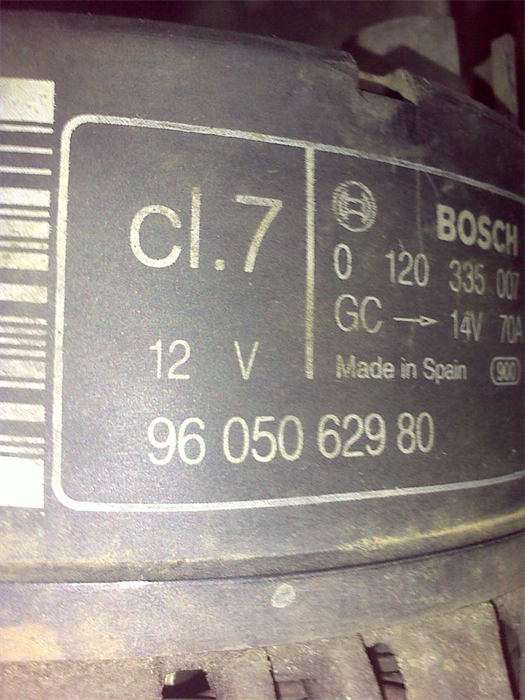 cl.7
12 V
BOSCH
0 120 335 007
GC → 14V 70A
Made in Spain 900
96 050 629 80